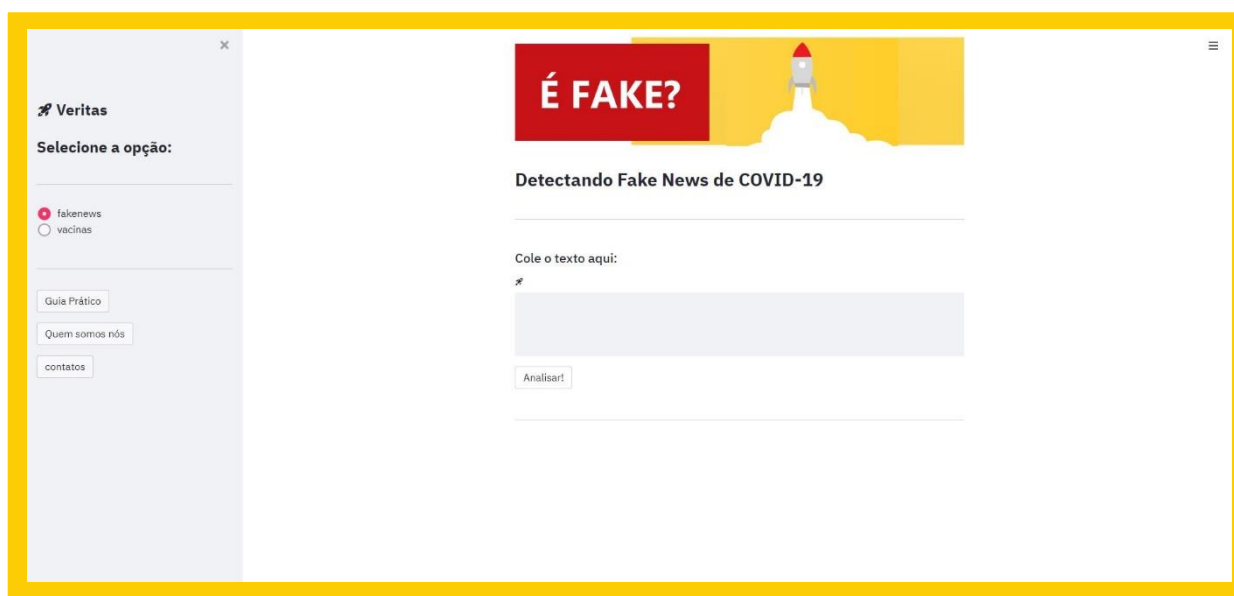 Veritas
Selecione a opção:
fakenews
vacinas
Guia Prático
Quem somos nós
contatos
É FAKE?
Detectando Fake News de COVID-19
Cole o texto aqui:
Analisar!